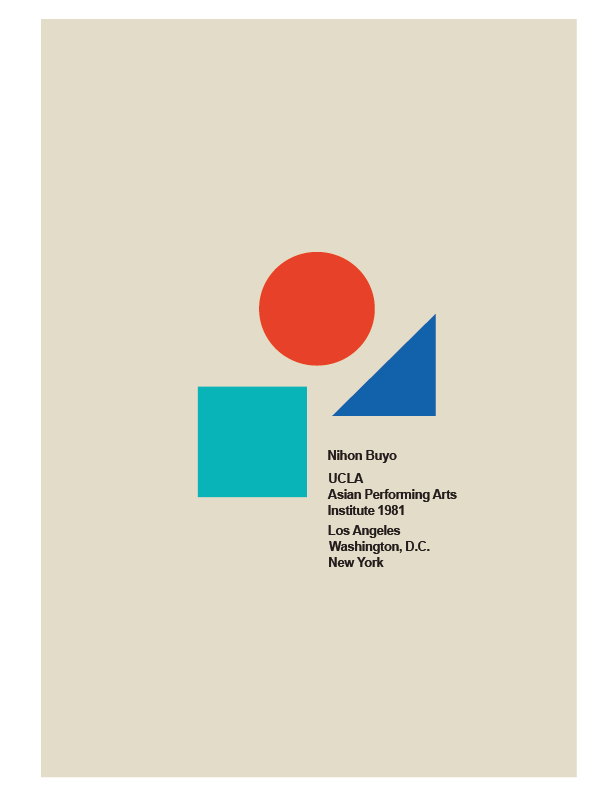 Nihon Buyo
UCLA
Asian Performing Arts
Institute 1981
Los Angeles
Washington, D.C.
New York